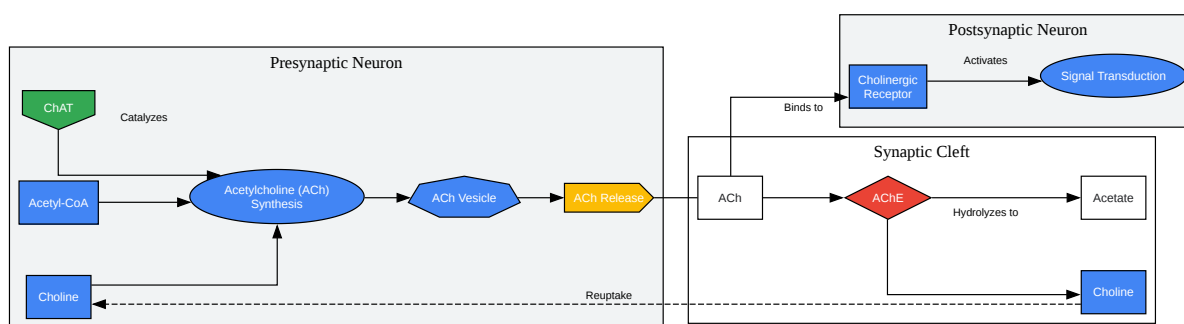 Postsynaptic Neuron
Presynaptic Neuron
Activates
Cholinergic
Receptor
Signal Transduction
ChAT
Catalyzes
Binds to
Synaptic Cleft
Acetylcholine (ACh)
Synthesis
Acetyl-CoA
ACh Vesicle
ACh Release
ACh
AChE
Hydrolyzes to
Acetate
Choline
Reuptake
Choline